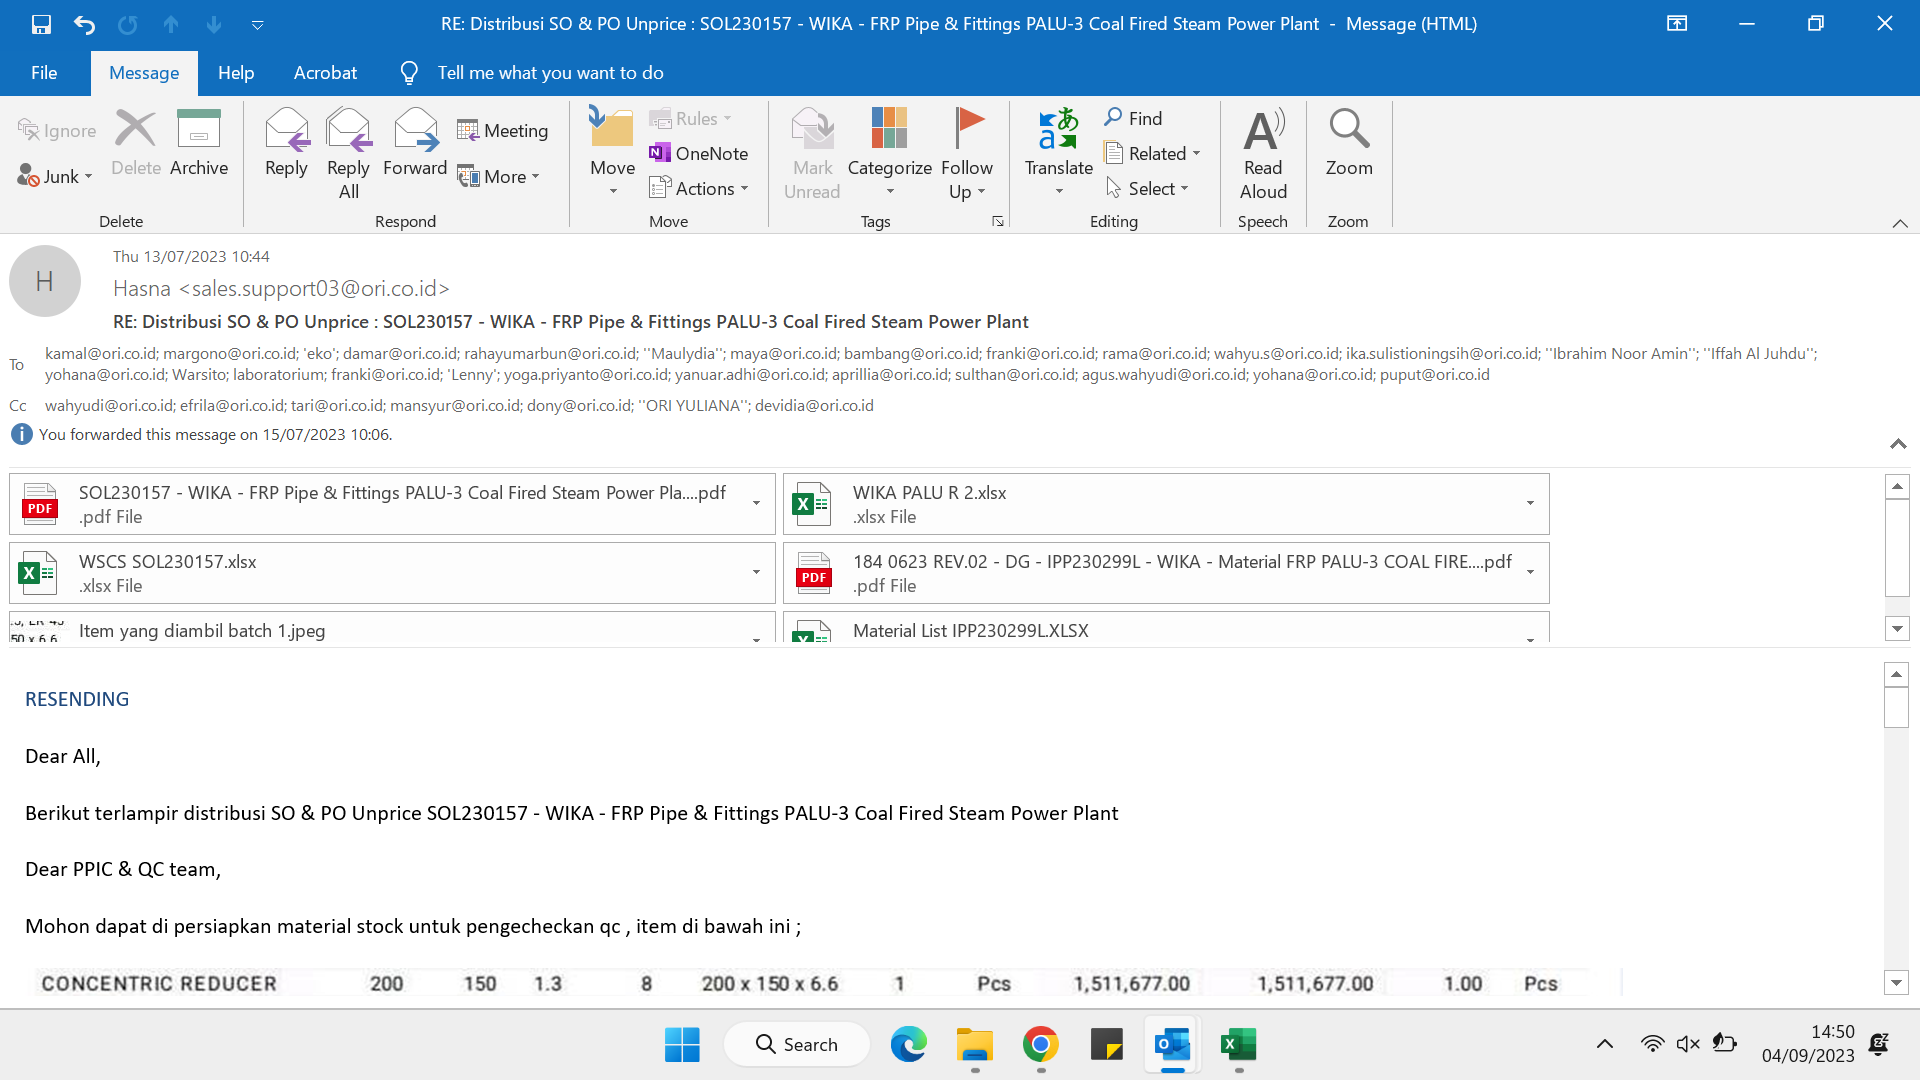 RE: Distribusi SO & PO Unprice : SOL230157 - WIKA - FRP Pipe & Fittings PALU-3 Coal Fired Steam Power Plant - Message (HTML)
File Message Help Acrobat Tell me what you want to do
Ignore
Junk
Delete
Archive
Delete
Reply
Reply All
Forward
Meeting
More
Respond
Move
Rules
OneNote
Actions
Move
Mark Unread
Categorize
Follow Up
Tags
Translate
Find
Related
Select
Editing
Read Aloud
Speech
Zoom
Zoom
H
Thu 13/07/2023 10:44
Hasna <sales.support03@ori.co.id>
RE: Distribusi SO & PO Unprice : SOL230157 - WIKA - FRP Pipe & Fittings PALU-3 Coal Fired Steam Power Plant
To kamal@ori.co.id; margono@ori.co.id; 'eko'; damar@ori.co.id; rahayumarbun@ori.co.id; ''Maulydia''; maya@ori.co.id; bambang@ori.co.id; franki@ori.co.id; rama@ori.co.id; wahyu.s@ori.co.id; ika.sulistioningsih@ori.co.id; ''Ibrahim Noor Amin''; ''Iffah Al Juhdu'';
yohana@ori.co.id; Warsito; laboratorium; franki@ori.co.id; 'Lenny'; yoga.priyanto@ori.co.id; yanuar.adhi@ori.co.id; aprillia@ori.co.id; sulthan@ori.co.id; agus.wahyudi@ori.co.id; yohana@ori.co.id; puput@ori.co.id
Cc wahyudi@ori.co.id; efrila@ori.co.id; tari@ori.co.id; mansyur@ori.co.id; dony@ori.co.id; ''ORI YULIANA''; devidia@ori.co.id
You forwarded this message on 15/07/2023 10:06.
SOL230157 - WIKA - FRP Pipe & Fittings PALU-3 Coal Fired Steam Power Pla....pdf
.pdf File
WIKA PALU R 2.xlsx
.xlsx File
WSCS SOL230157.xlsx
.xlsx File
184 0623 REV.02 - DG - IPP230299L - WIKA - Material FRP PALU-3 COAL FIRE....pdf
.pdf File
Item yang diambil batch 1.jpeg
Material List IPP230299L.XLSX
RESENDING
Dear All,
Berikut terlampir distribusi SO & PO Unprice SOL230157 - WIKA - FRP Pipe & Fittings PALU-3 Coal Fired Steam Power Plant
Dear PPIC & QC team,
Mohon dapat di persiapkan material stock untuk pengecheckan qc , item di bawah ini ;
CONCENTRIC REDUCER 200 150 1.3 8 200 x 150 x 6.6 1 Pcs 1,511,677.00 1,511,677.00 1.00 Pcs
Search
14:50
04/09/2023